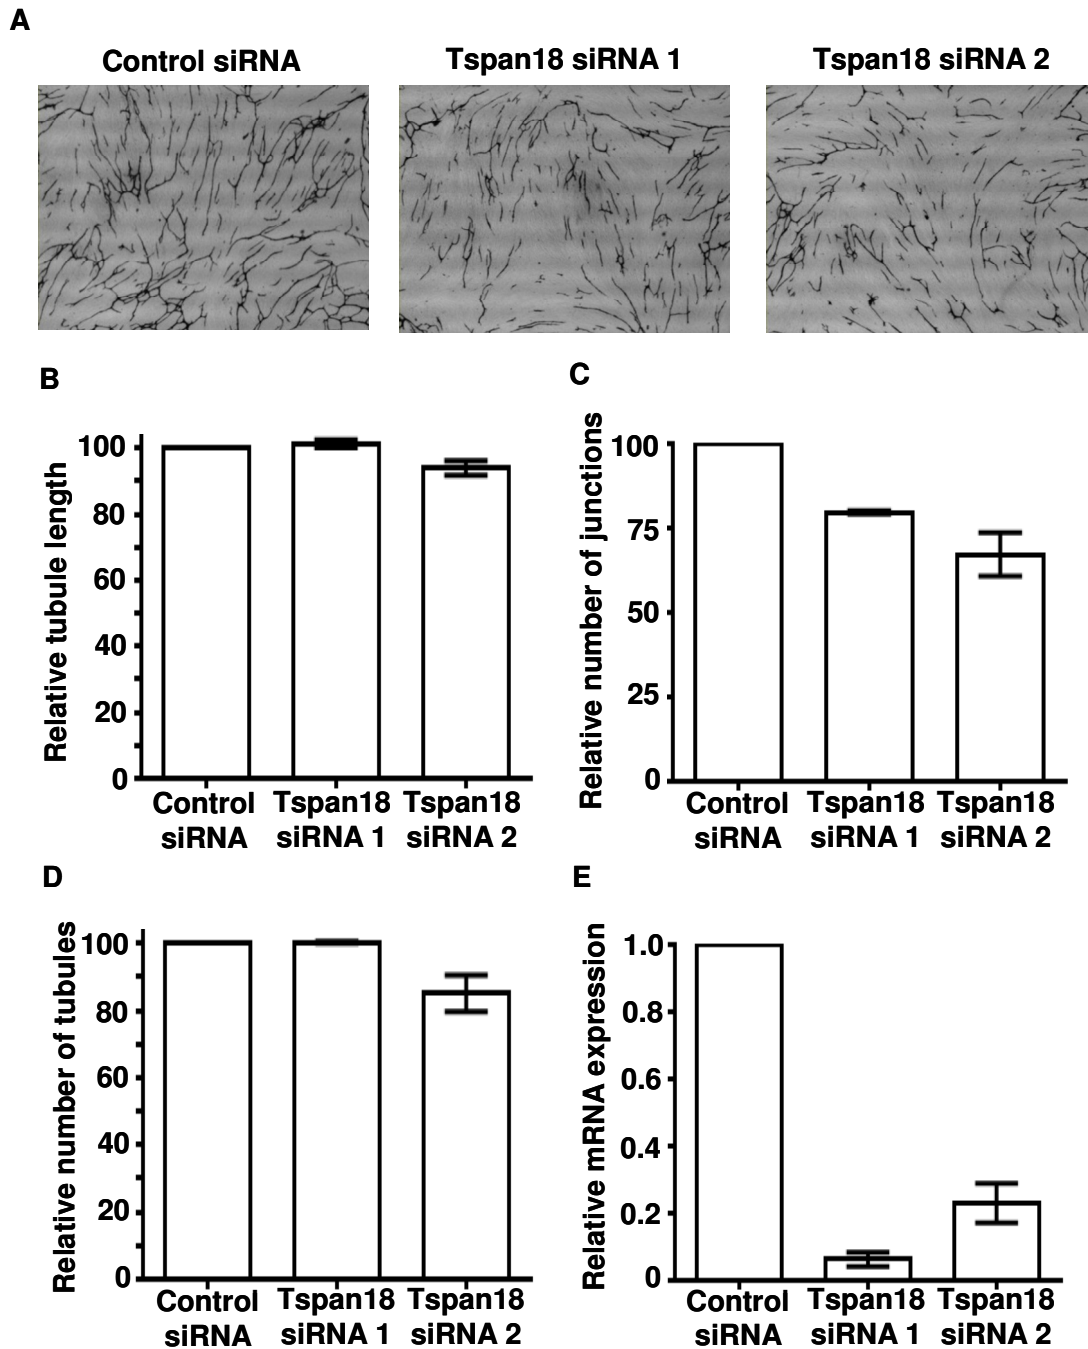 A
Control siRNA
Tspan18 siRNA 1
Tspan18 siRNA 2
B
Relative tubule length
100
80
60
40
20
0
Control
siRNA
Tspan18
siRNA 1
Tspan18
siRNA 2
C
Relative number of junctions
100
75
50
25
0
Control
siRNA
Tspan18
siRNA 1
Tspan18
siRNA 2
D
Relative number of tubules
100
80
60
40
20
0
Control
siRNA
Tspan18
siRNA 1
Tspan18
siRNA 2
E
Relative mRNA expression
1.0
0.8
0.6
0.4
0.2
0
Control
siRNA
Tspan18
siRNA 1
Tspan18
siRNA 2